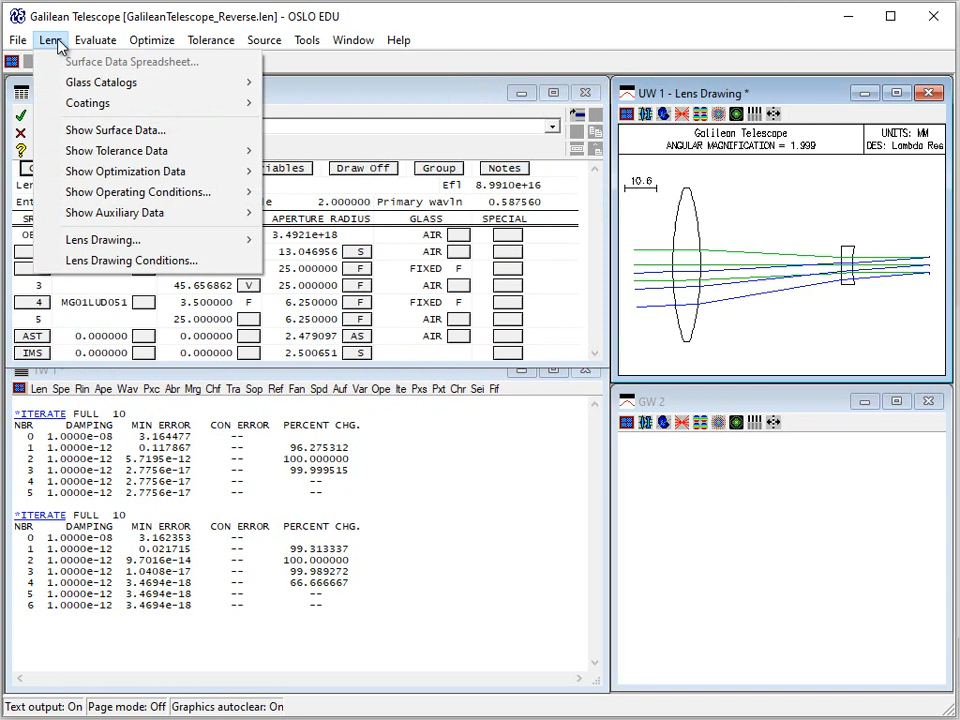 Galilean Telescope [GalileanTelescope_Reverse.len] - OSLO EDU
File Lens Evaluate Optimize Tolerance Source Tools Window Help
Surface Data Spreadsheet...
Glass Catalogs
Coatings
Show Surface Data...
Show Tolerance Data
Show Optimization Data
Show Operating Conditions...
Show Auxiliary Data
Lens Drawing...
Lens Drawing Conditions...
Draw Off Group Notes
Efl 8.9910e+16
2.000000 Primary wavln 0.587560
APERTURE RADIUS GLASS SPECIAL
3.4921e+18 AIR
13.046956 S AIR
25.000000 F FIXED F
3 45.656862 V 25.000000 F AIR
4 MG01LUD051 3.500000 F 6.250000 F FIXED F
5 25.000000 6.250000 F AIR
AST 0.000000 0.000000 2.479097 AS AIR
IMS 0.000000 0.000000 2.500651 S
Len Spe Rin Ape Wav Pxc Abr Mrg Chf Tra Sop Ref Fan Spd Auf Var Ope Ite Pxs Pxt Chr Sei Fif
*ITERATE FULL 10
NBR DAMPING MIN ERROR CON ERROR PERCENT CHG.
0 1.0000e-08 3.164477 --
1 1.0000e-12 0.117867 -- 96.275312
2 1.0000e-12 5.7195e-12 -- 100.000000
3 1.0000e-12 2.7756e-17 -- 99.999515
4 1.0000e-12 2.7756e-17 -- --
5 1.0000e-12 2.7756e-17 -- --
*ITERATE FULL 10
NBR DAMPING MIN ERROR CON ERROR PERCENT CHG.
0 1.0000e-08 3.162353 --
1 1.0000e-12 0.021715 -- 99.313337
2 1.0000e-12 9.7016e-14 -- 100.000000
3 1.0000e-12 1.0408e-17 -- 99.989272
4 1.0000e-12 3.4694e-18 -- 66.666667
5 1.0000e-12 3.4694e-18 -- --
6 1.0000e-12 3.4694e-18 -- --
UW 1 - Lens Drawing *
Galilean Telescope
ANGULAR MAGNIFICATION = 1.999
UNITS: MM
DES: Lambda Res
10.6
GW 2
Text output: On Page mode: Off Graphics autoclear: On